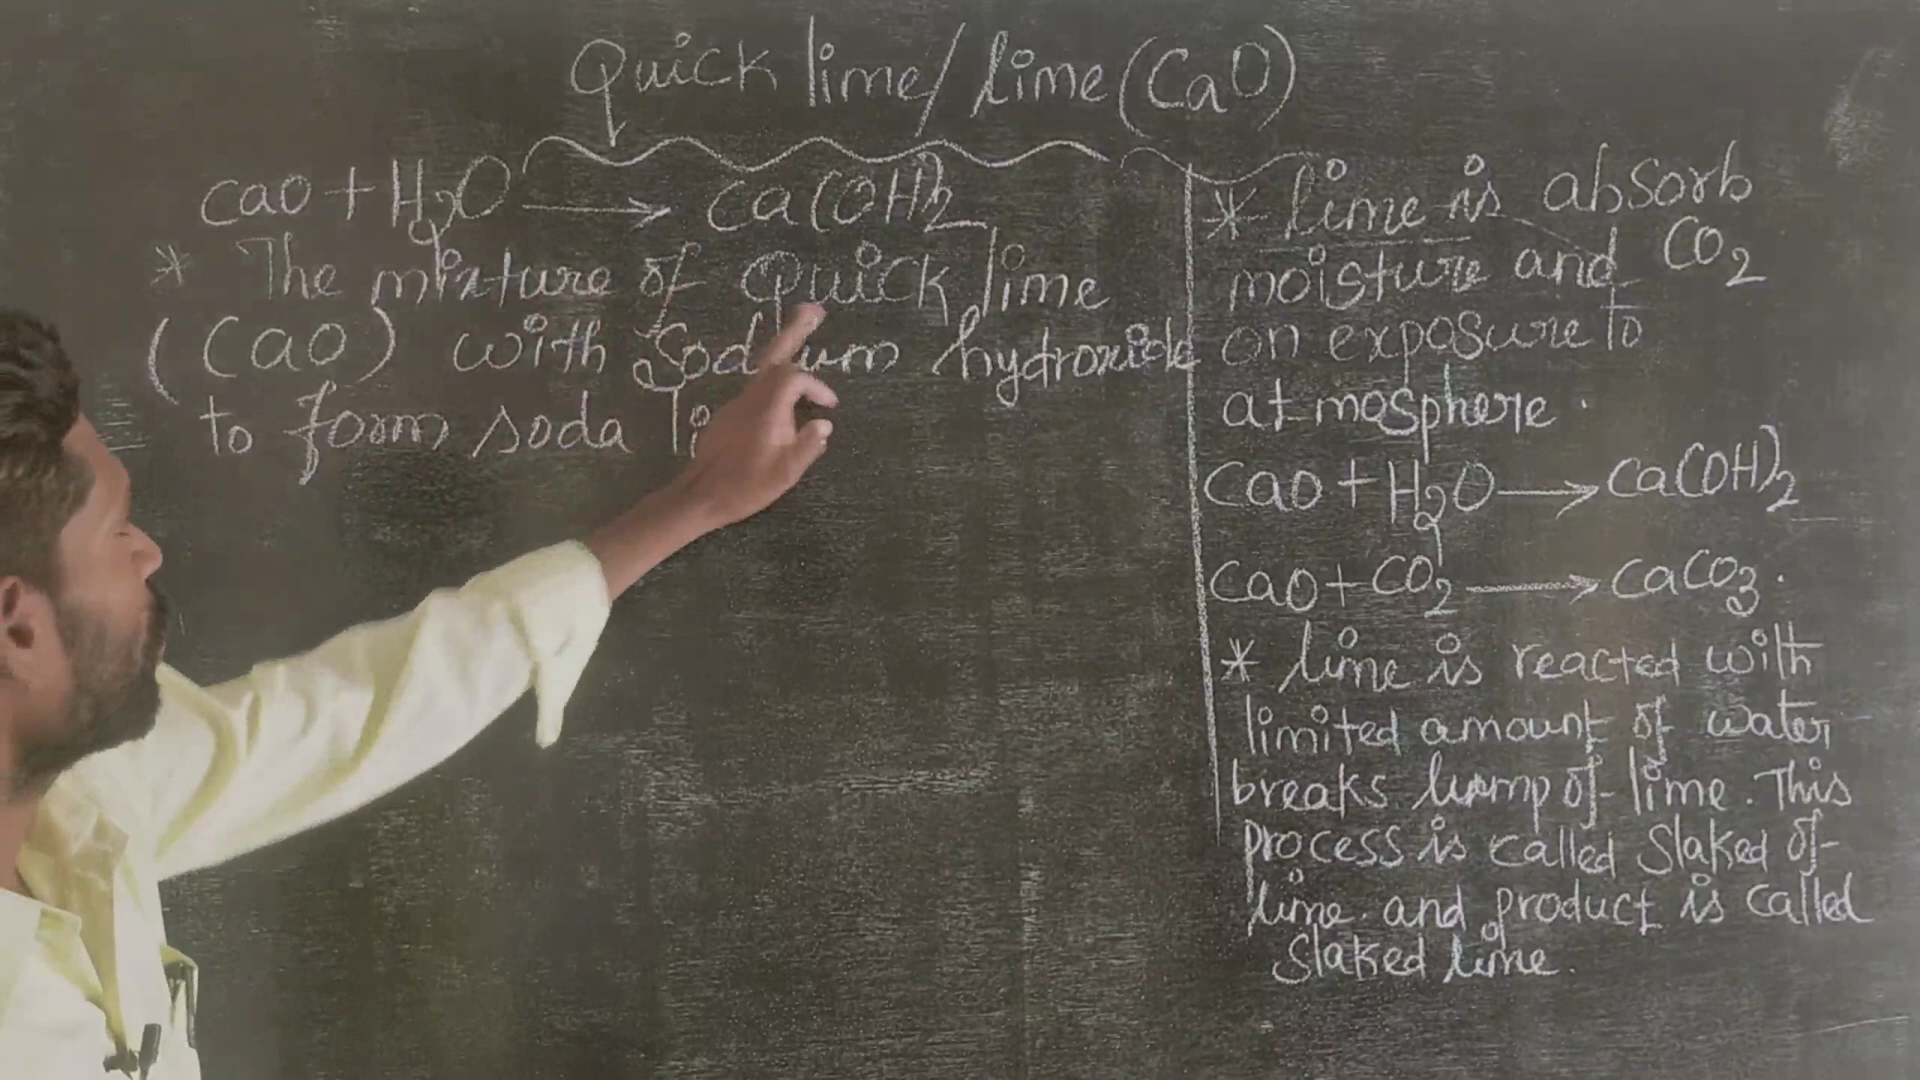 Quick lime/ lime (CaO)
CaO + H2O → Ca(OH)2
* The mixture of Quick lime
(CaO) with Sodium hydroxide
to form soda
* lime is absorb
moisture and CO2
on exposure to
atmosphere.
CaO + H2O → Ca(OH)2
CaO + CO2 → CaCO3.
* lime is reacted with
limited amount of water
breaks lump of lime. This
process is called Slaked of
lime. and product is called
Slaked lime.